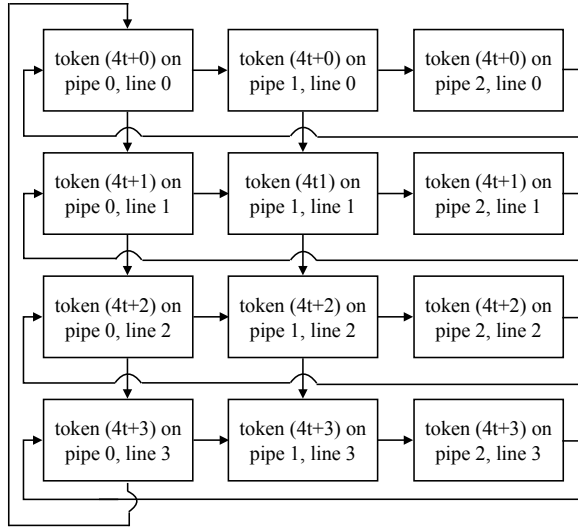 token (4t+0) on
pipe 0, line 0
token (4t+0) on
pipe 1, line 0
token (4t+0) on
pipe 2, line 0
token (4t+1) on
pipe 0, line 1
token (4t1) on
pipe 1, line 1
token (4t+1) on
pipe 2, line 1
token (4t+2) on
pipe 0, line 2
token (4t+2) on
pipe 1, line 2
token (4t+2) on
pipe 2, line 2
token (4t+3) on
pipe 0, line 3
token (4t+3) on
pipe 1, line 3
token (4t+3) on
pipe 2, line 3